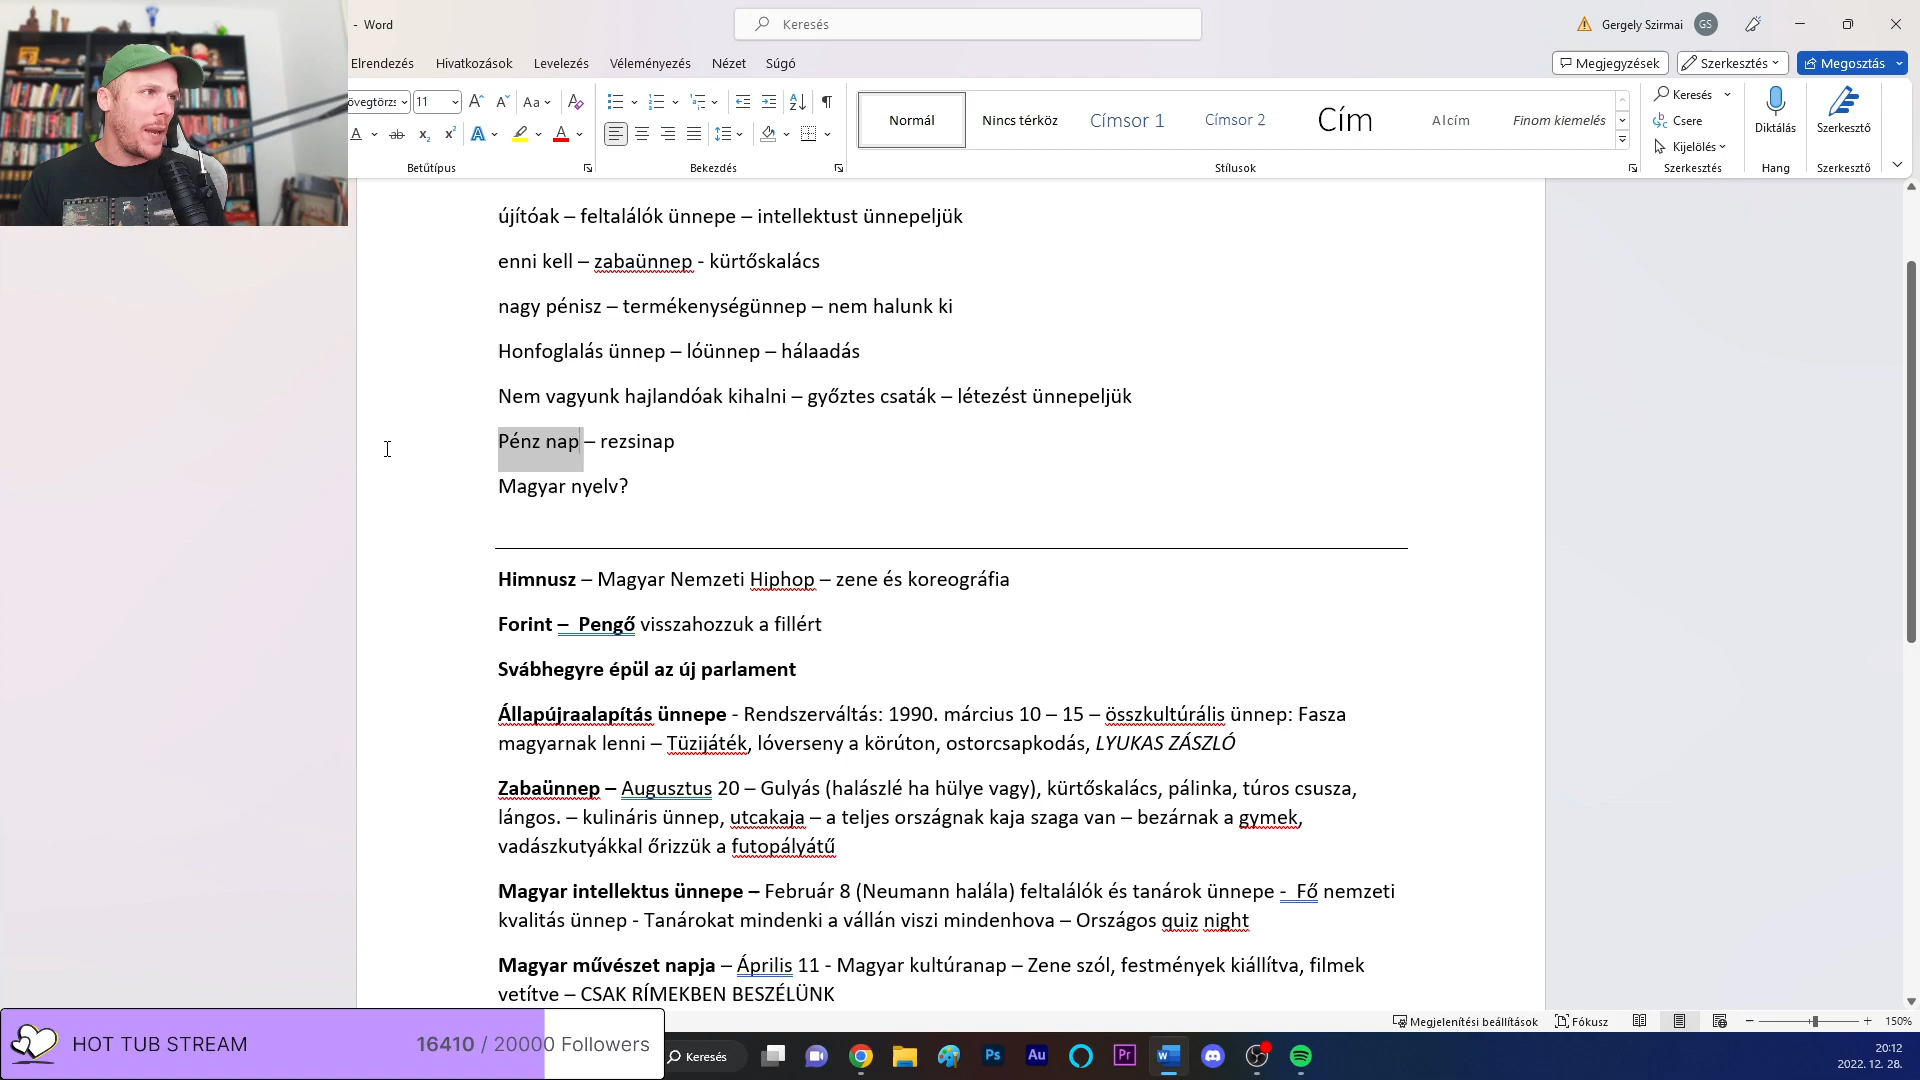 - Word
Keresés
Gergely Szirmai
GS
Elrendezés Hivatkozások Levelezés Véleményezés Nézet Súgó
Megjegyzések Szerkesztés Megosztás
övegtörzs 11
Normál Nincs térköz Címsor 1 Címsor 2 Cím Alcím Finom kiemelés
Keresés
Csere
Kijelölés
Diktálás
Szerkesztő
Betűtípus Bekezdés Stílusok Szerkesztés Hang Szerkesztő
újítóak – feltalálók ünnepe – intellektust ünnepeljük
enni kell – zabaünnep - kürtőskalács
nagy pénisz – termékenységünnep – nem halunk ki
Honfoglalás ünnep – lóünnep – hálaadás
Nem vagyunk hajlandóak kihalni – győztes csaták – létezést ünnepeljük
Pénz nap – rezsinap
Magyar nyelv?
Himnusz – Magyar Nemzeti Hiphop – zene és koreográfia
Forint – Pengő visszahozzuk a fillért
Svábhegyre épül az új parlament
Állapújraalapítás ünnepe - Rendszerváltás: 1990. március 10 – 15 – összkultúrális ünnep: Fasza
magyarnak lenni – Tüzijáték, lóverseny a körúton, ostorcsapkodás, LYUKAS ZÁSZLÓ
Zabaünnep – Augusztus 20 – Gulyás (halászlé ha hülye vagy), kürtőskalács, pálinka, túros csusza,
lángos. – kulináris ünnep, utcakaja – a teljes országnak kaja szaga van – bezárnak a gymek,
vadászkutyákkal őrizzük a futopályátű
Magyar intellektus ünnepe – Február 8 (Neumann halála) feltalálók és tanárok ünnepe - Fő nemzeti
kvalitás ünnep - Tanárokat mindenki a vállán viszi mindenhova – Országos quiz night
Magyar művészet napja – Április 11 - Magyar kultúranap – Zene szól, festmények kiállítva, filmek
vetítve – CSAK RÍMEKBEN BESZÉLÜNK
Megjelenítési beállítások Fókusz 150%
HOT TUB STREAM 16410 / 20000 Followers
Keresés
Ps Au Pr W
20:12
2022. 12. 28.